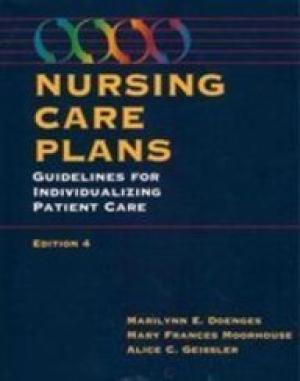 NURSING
CARE
PLANS
GUIDELINES FOR
INDIVIDUALIZING
PATIENT CARE
EDITION 4
MARILYNN E. DOENGES
MARY FRANCES MOORHOUSE
ALICE C. GEISSLER